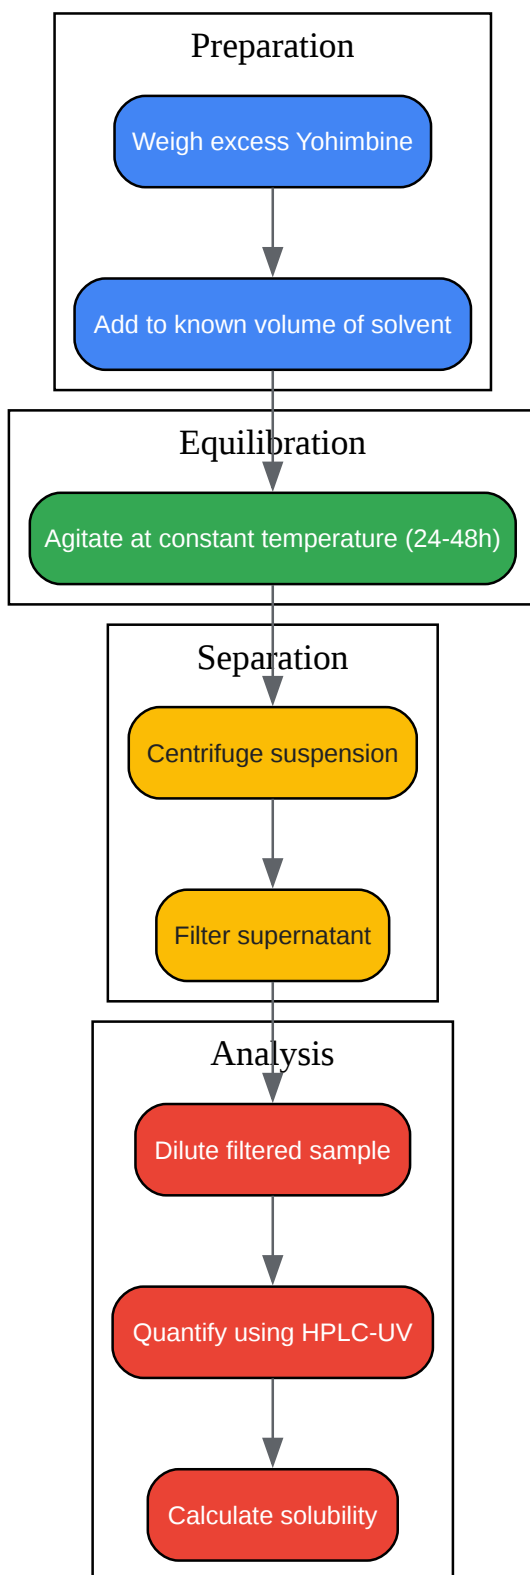 Preparation
Weigh excess Yohimbine
Add to known volume of solvent
Equilibration
Agitate at constant temperature (24-48h)
Separation
Centrifuge suspension
Filter supernatant
Analysis
Dilute filtered sample
Quantify using HPLC-UV
Calculate solubility